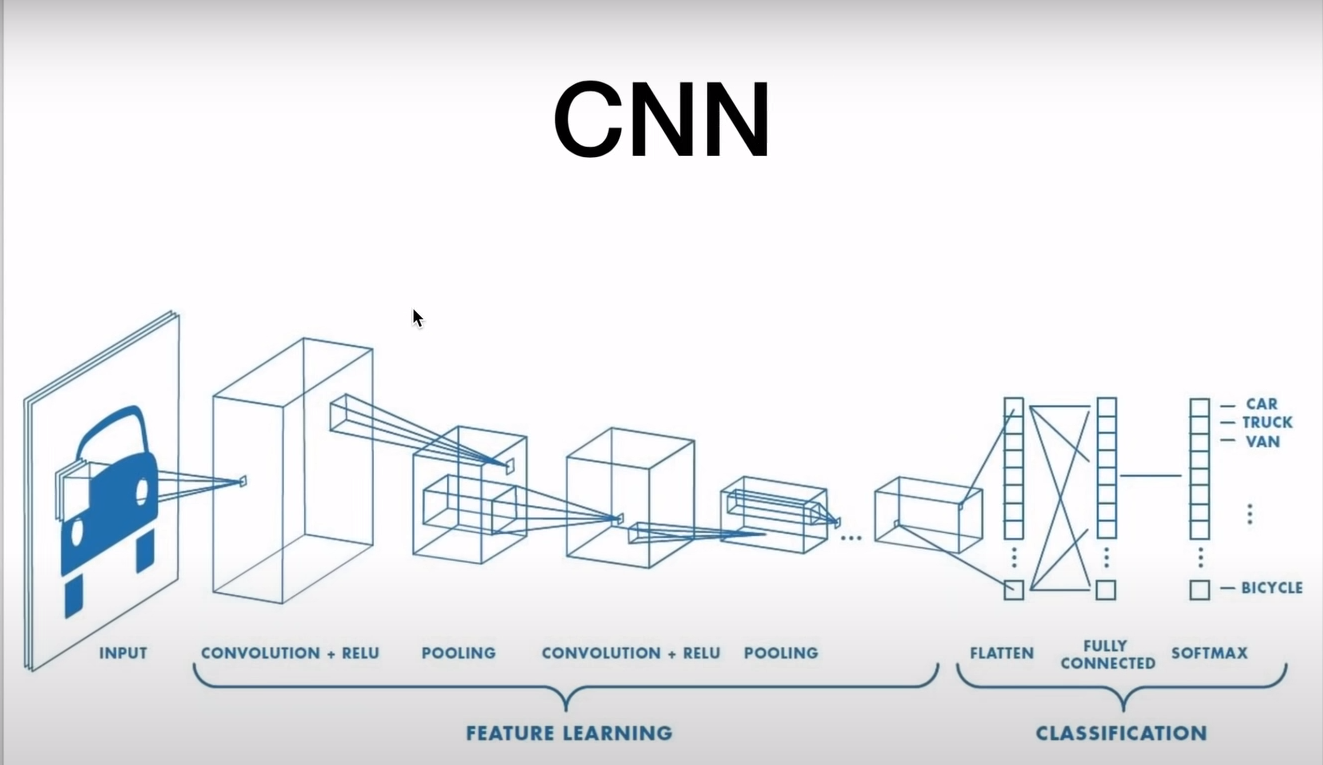 CNN
CAR
TRUCK
VAN
BICYCLE
INPUT
CONVOLUTION + RELU
POOLING
CONVOLUTION + RELU
POOLING
FLATTEN
FULLY
CONNECTED
SOFTMAX
FEATURE LEARNING
CLASSIFICATION